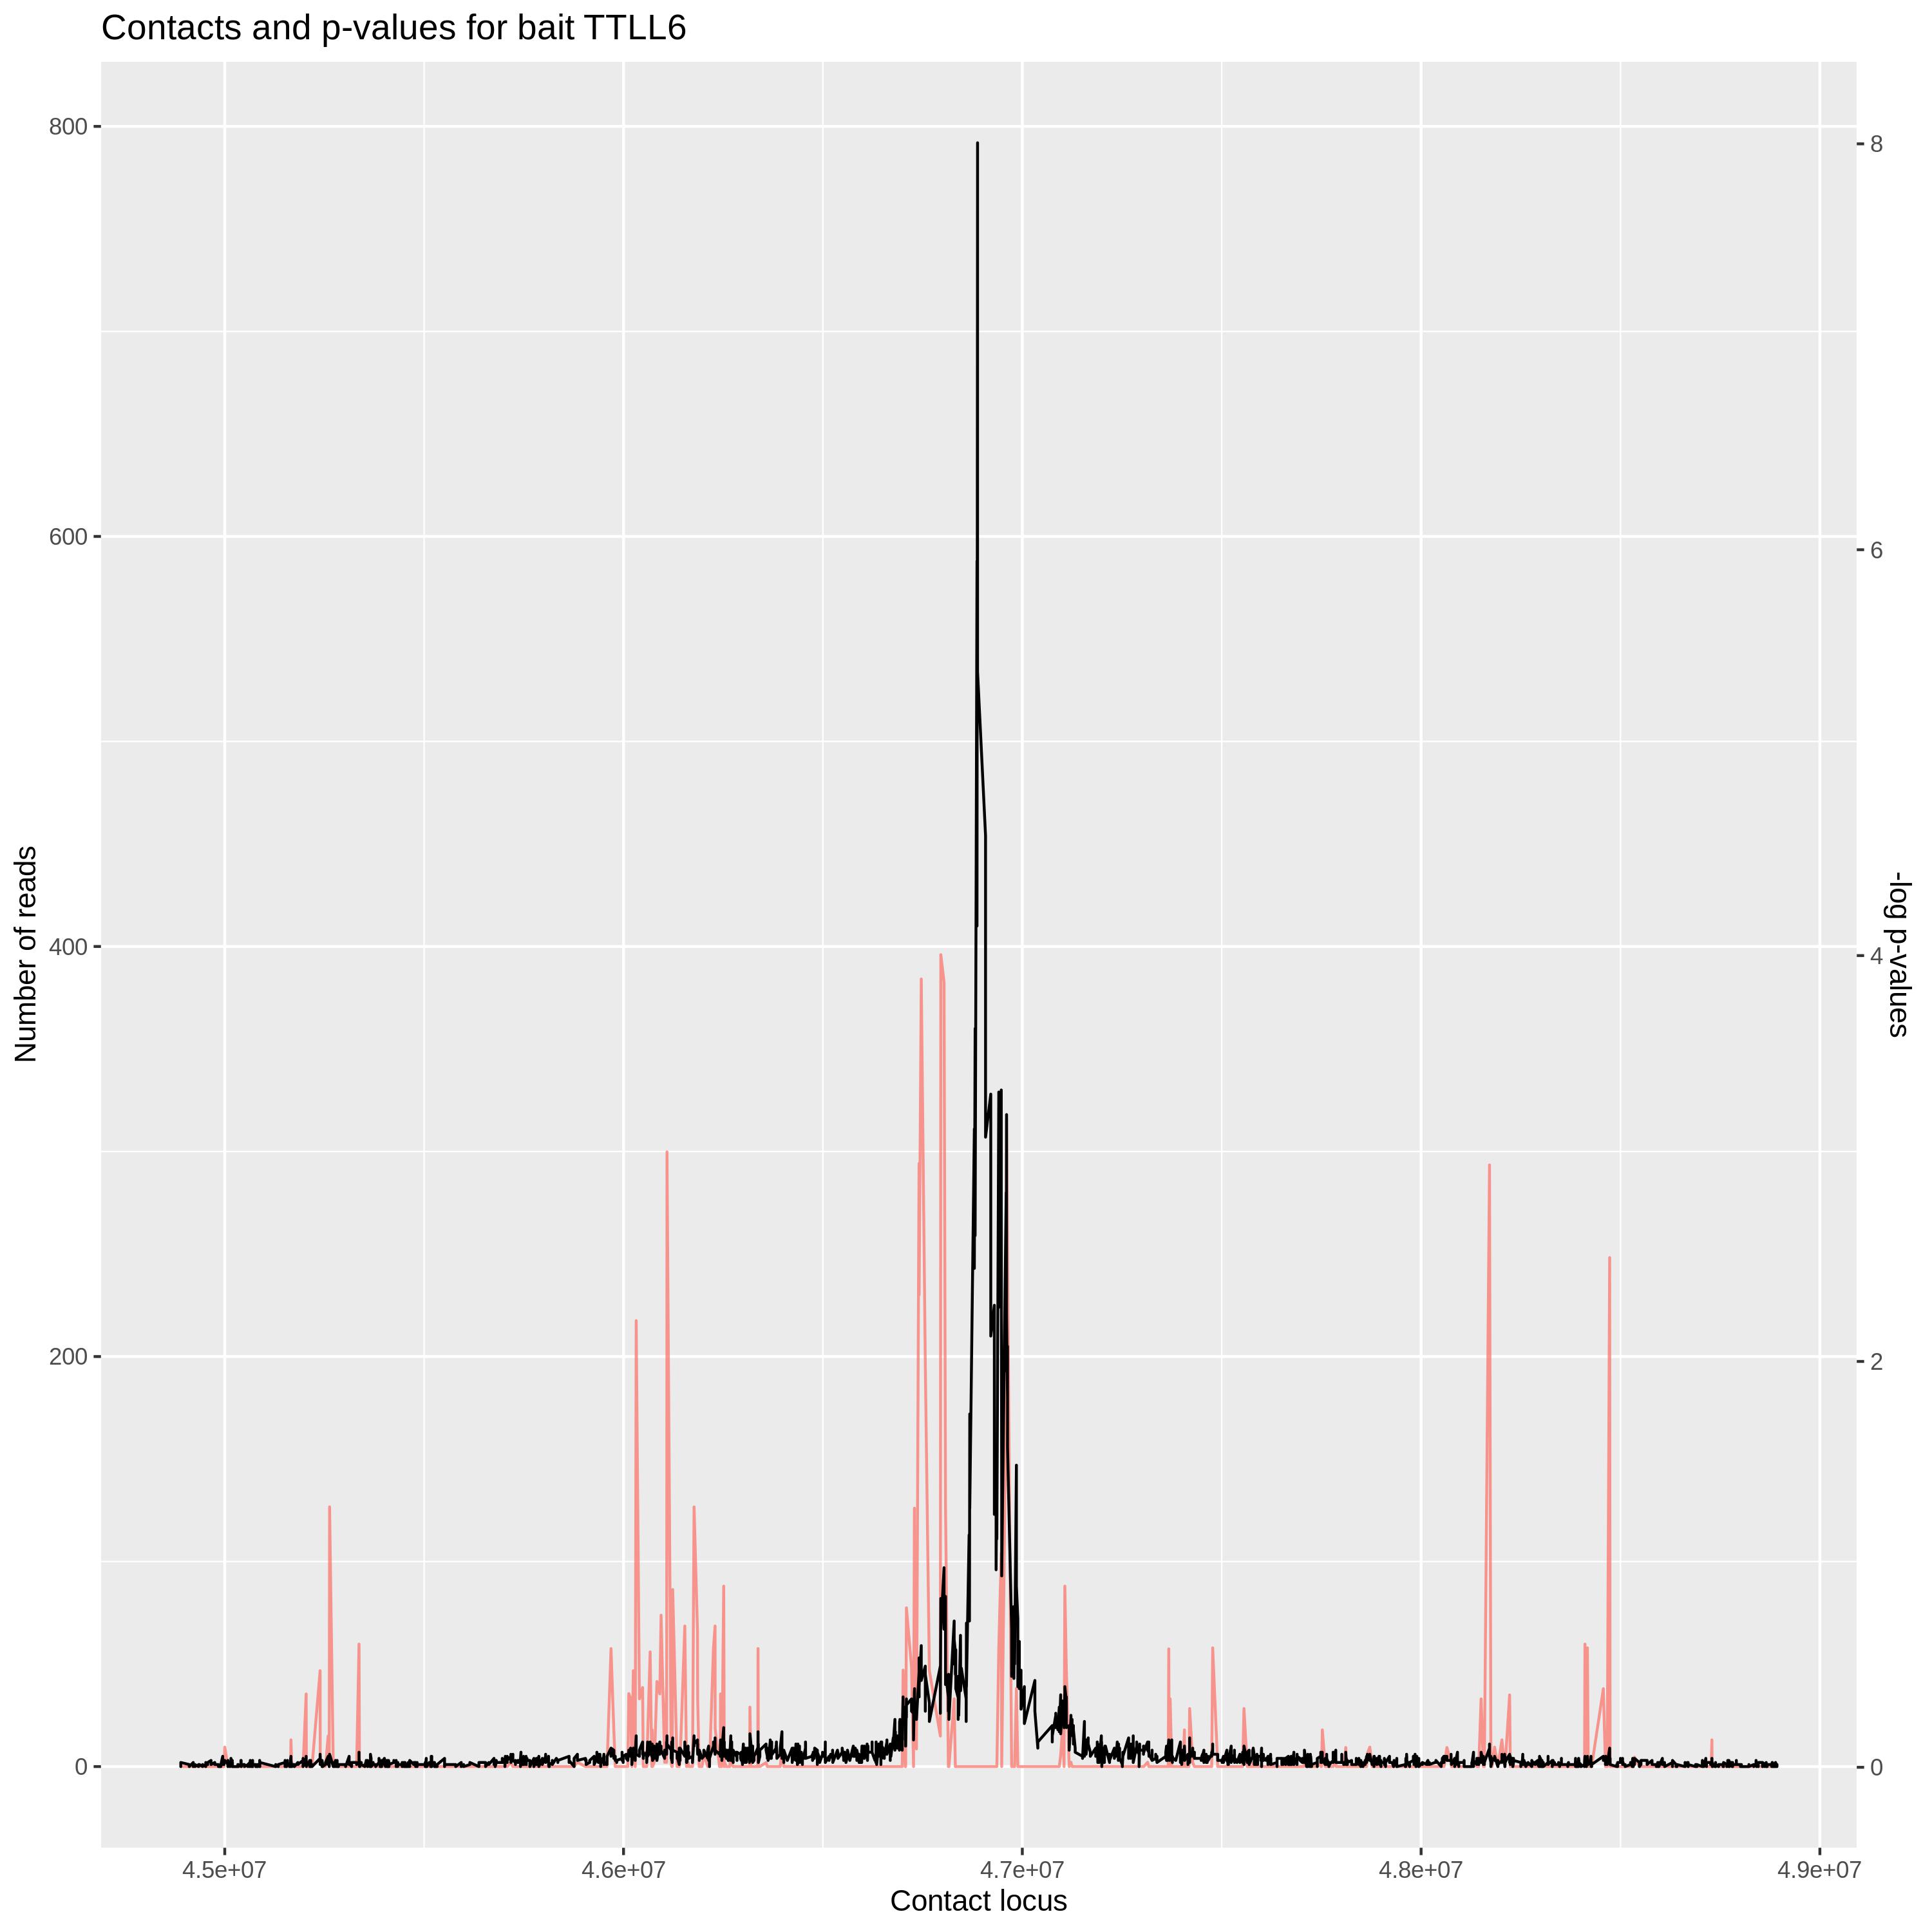 Contacts and p-values for bait TTLL6
800
600
400
200
0
Number of reads
8
6
4
2
0
-log p-values
4.5e+07
4.6e+07
4.7e+07
4.8e+07
4.9e+07
Contact locus